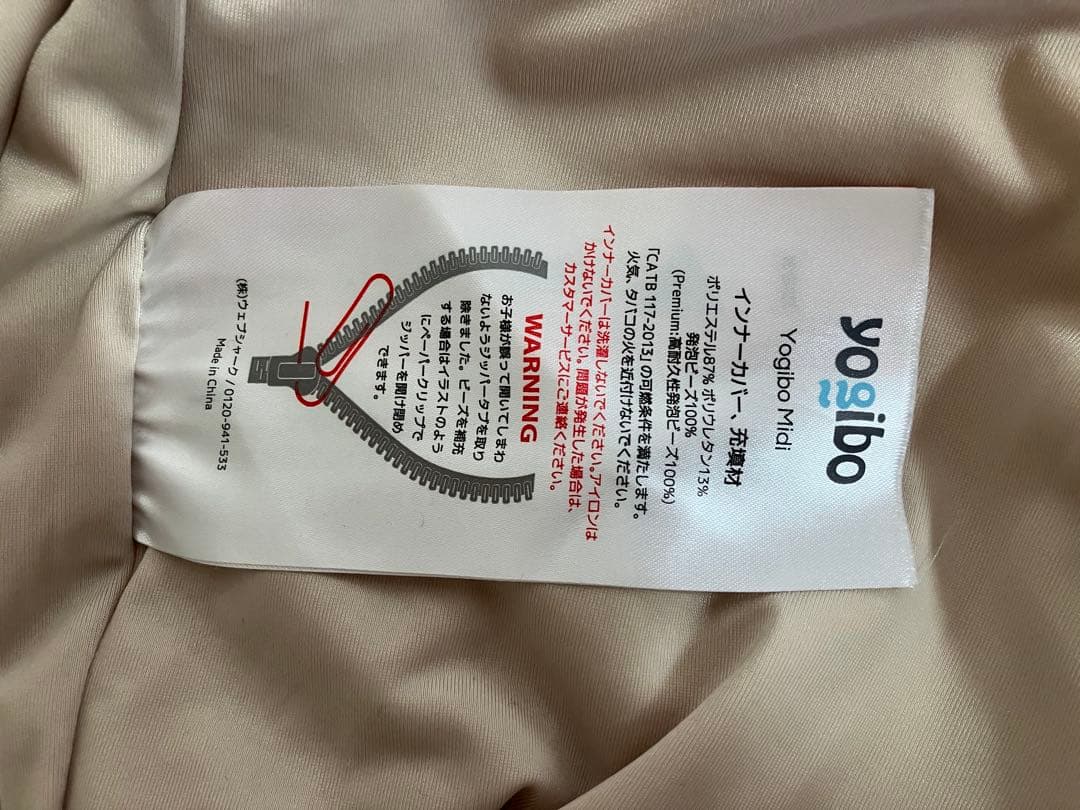 yogibo
Yogibo Midi
インナーカバー、充填材
ポリエステル87% ポリウレタン13%
発泡ビーズ100%
(Premium:高耐久性発泡ビーズ100%)
「CATB 117-2013」の可燃条件を満たします。
火気、タバコの火を近付けないでください。
インナーカバーは洗濯しないでください。アイロンは
かけないでください。問題が発生した場合は、
カスタマーサービスにご連絡ください。
WARNING
お子様が誤って開いてしまわ
ないようジッパータブを取り
除きました。ビーズを補充
する場合はイラストのよう
にペーパークリップで
ジッパーを開け閉め
できます。
(株)ウェブシャーク / 0120-941-533
Made in China